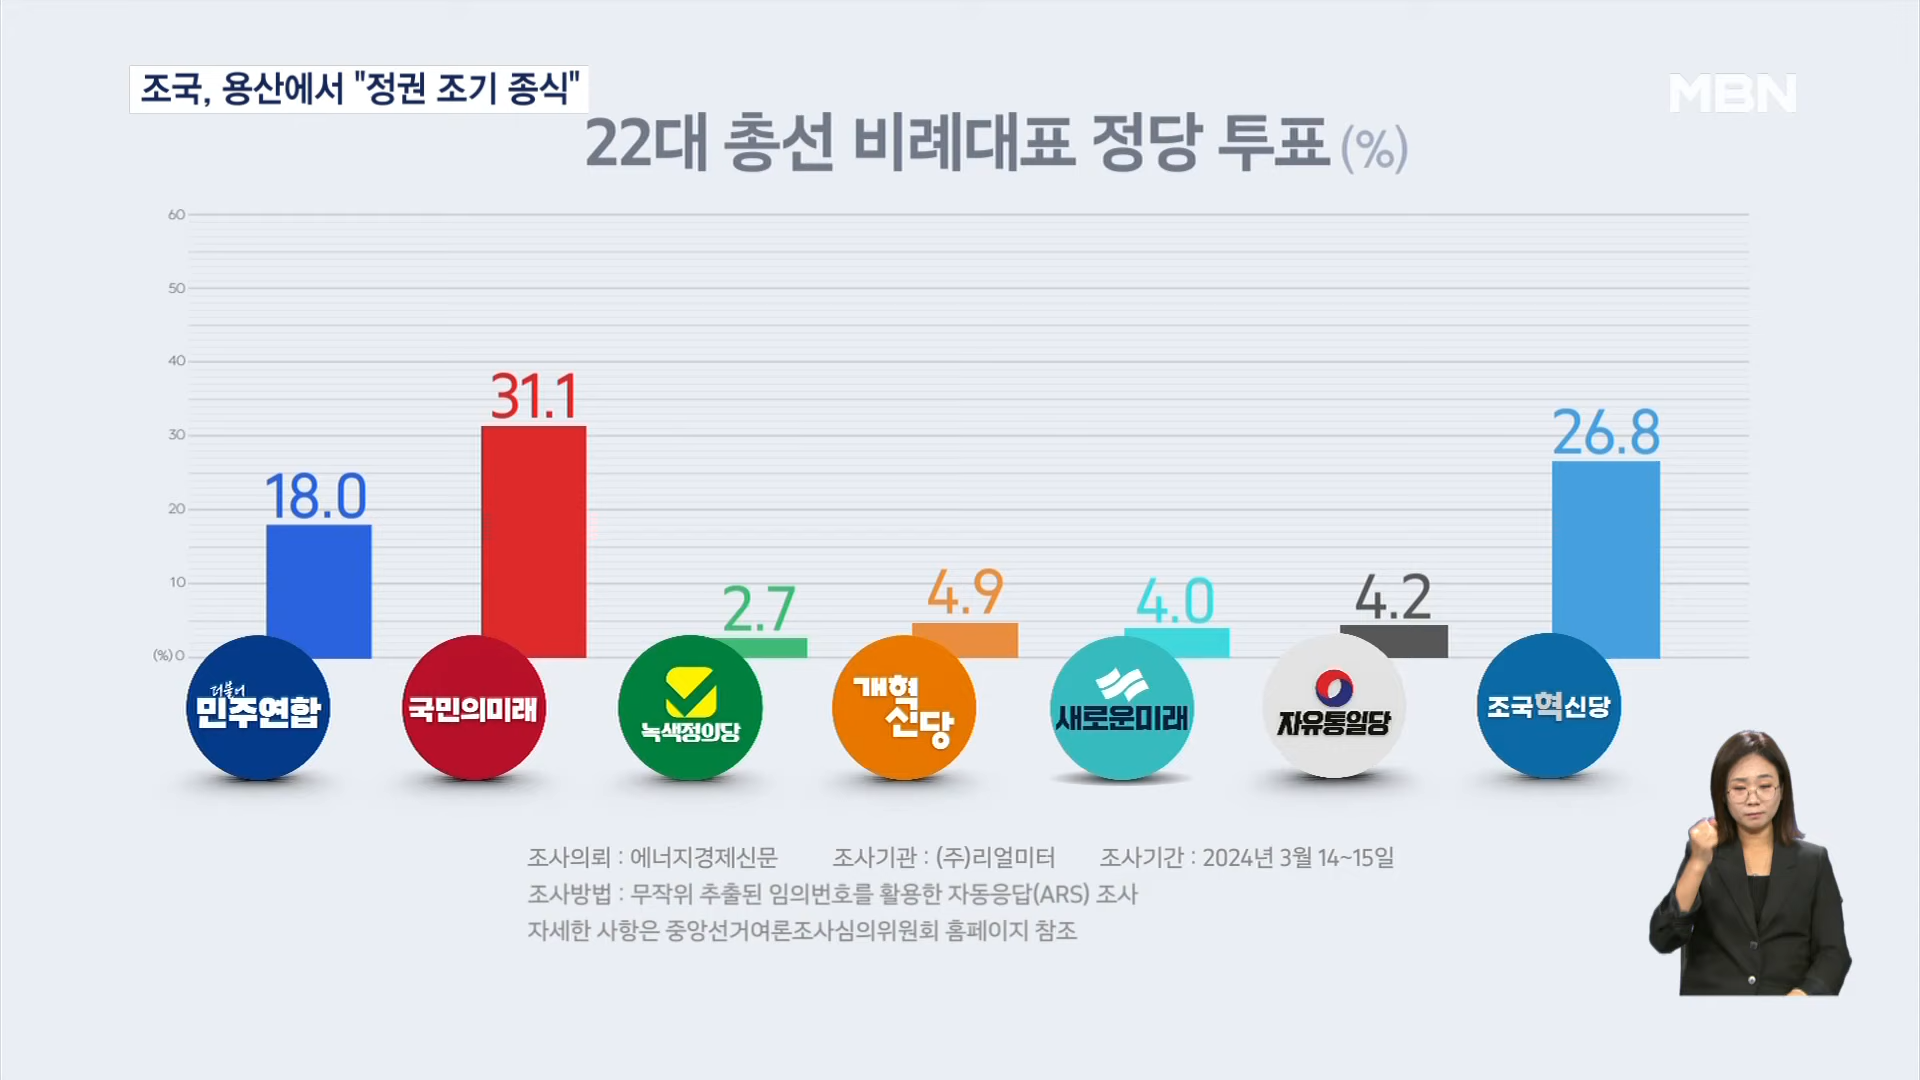 조국, 용산에서 "정권 조기 종식"
MBN
22대 총선 비례대표 정당 투표(%)
60
50
40
30
20
10
(%) 0
18.0
31.1
2.7
4.9
4.0
4.2
26.8
더불어
민주연합
국민의미래
녹색정의당
개혁
신당
새로운미래
자유통일당
조국혁신당
조사의뢰 : 에너지경제신문 조사기관 : (주)리얼미터 조사기간 : 2024년 3월 14~15일
조사방법 : 무작위 추출된 임의번호를 활용한 자동응답(ARS) 조사
자세한 사항은 중앙선거여론조사심의위원회 홈페이지 참조